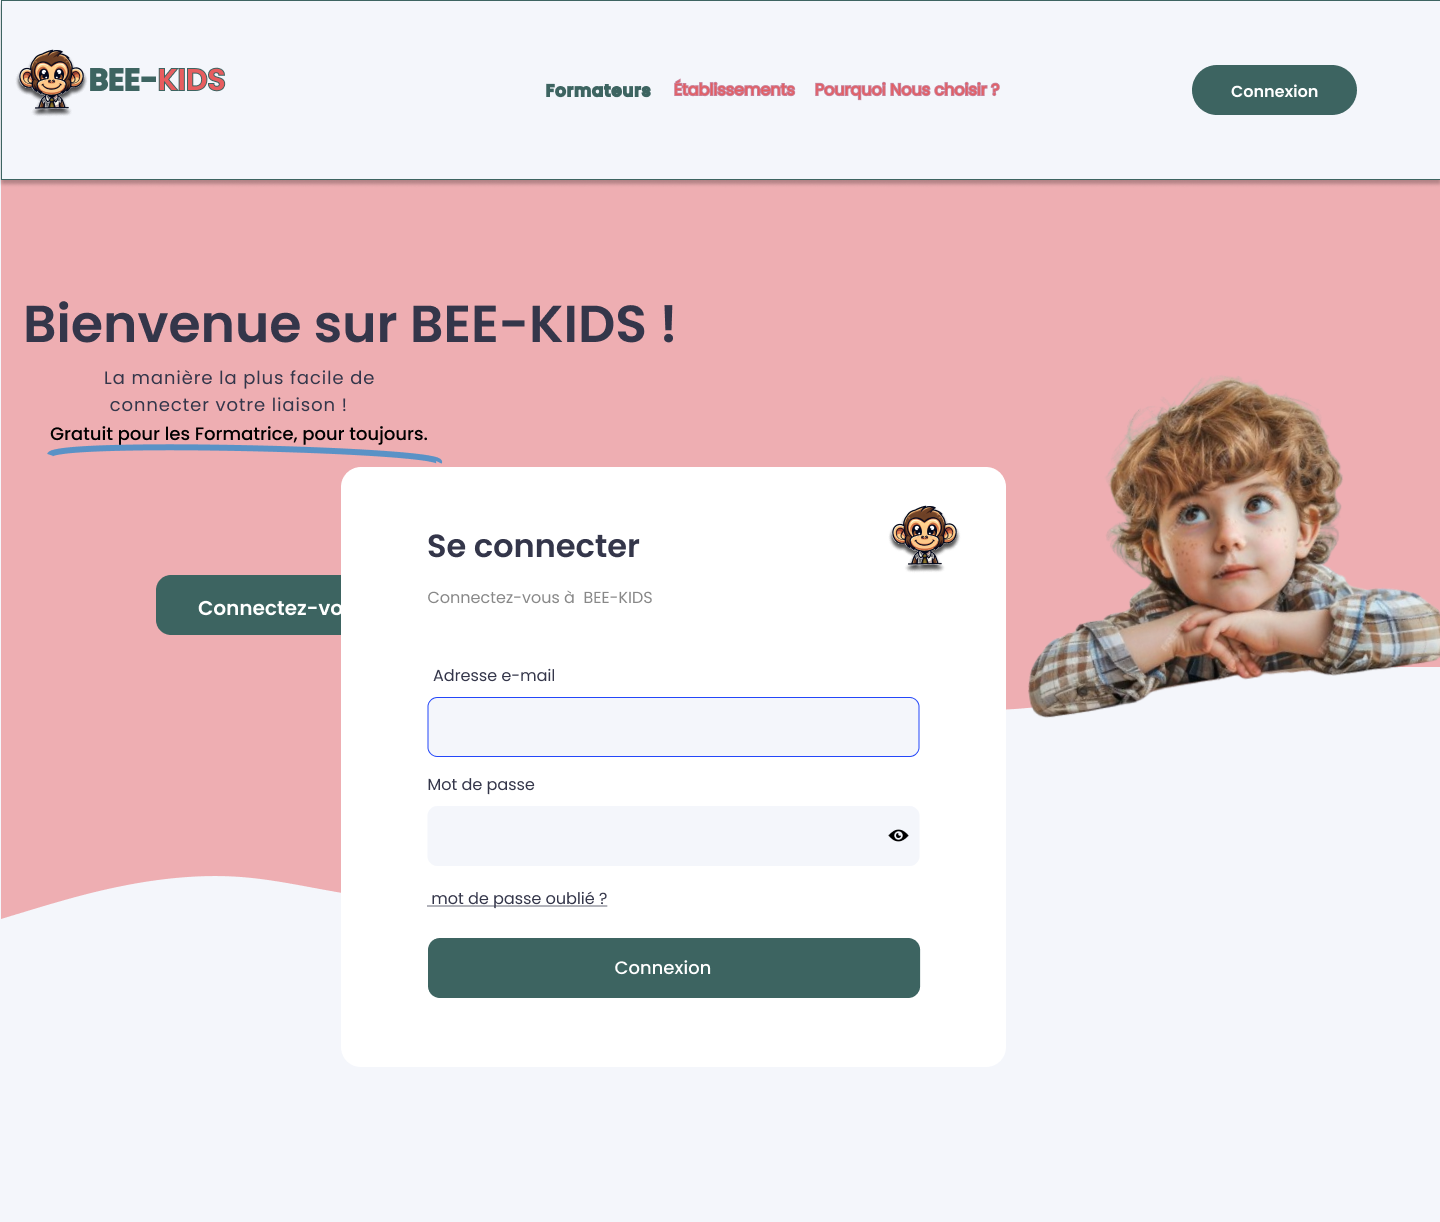 BEE-KIDS
Formateurs
Établissements
Pourquoi Nous choisir ?
Connexion
Bienvenue sur BEE-KIDS !
La manière la plus facile de
connecter votre liaison !
Gratuit pour les Formatrice, pour toujours.
Connectez-vo
Se connecter
Connectez-vous à BEE-KIDS
Adresse e-mail
Mot de passe
mot de passe oublié ?
Connexion